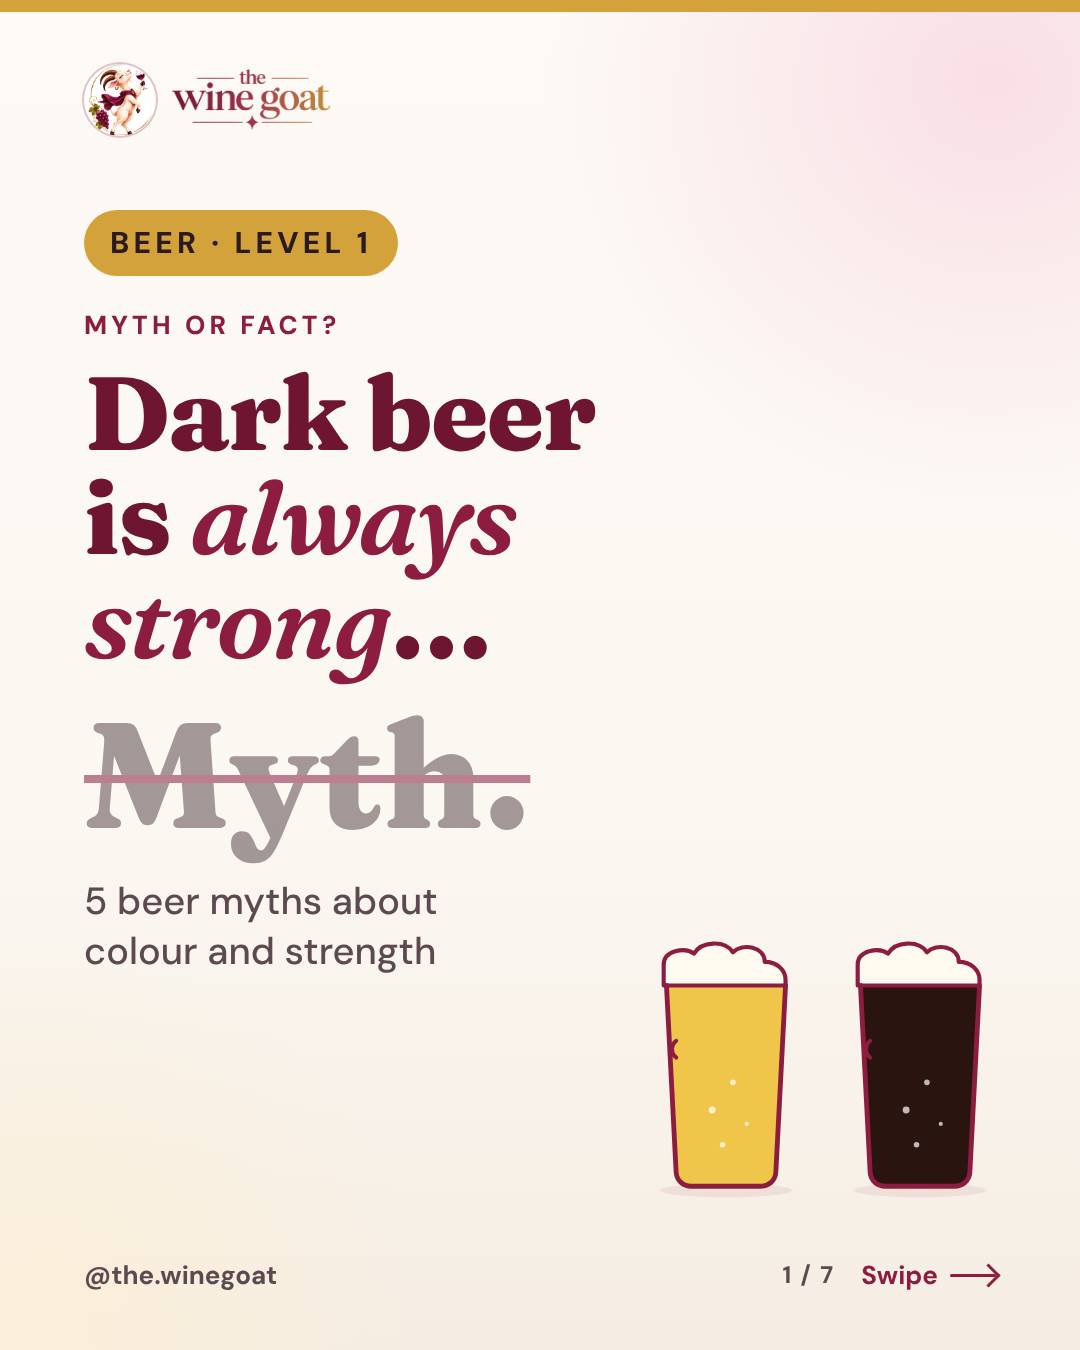 the
wine goat
BEER · LEVEL 1
MYTH OR FACT?
Dark beer
is always
strong...
Myth.
5 beer myths about
colour and strength
@the.winegoat
1 / 7 Swipe